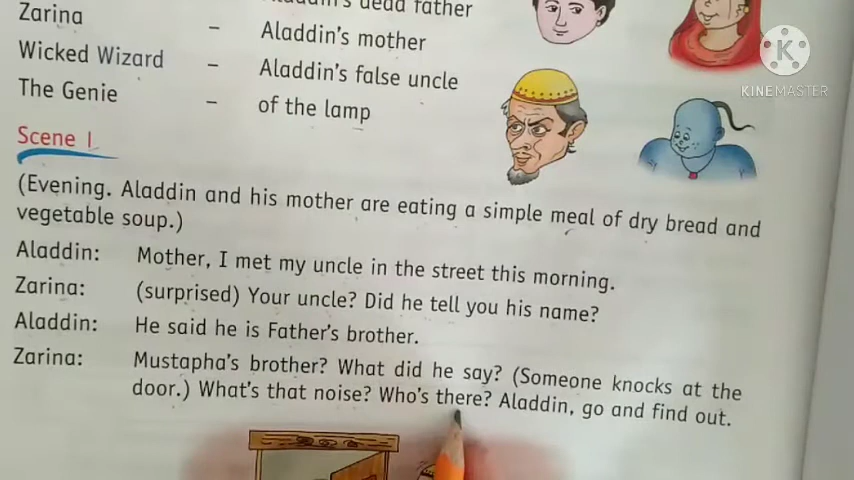 Aladdin's dead father
Zarina – Aladdin's mother
Wicked Wizard – Aladdin's false uncle
The Genie – of the lamp
KINEMASTER
Scene 1
(Evening. Aladdin and his mother are eating a simple meal of dry bread and
vegetable soup.)
Aladdin: Mother, I met my uncle in the street this morning.
Zarina: (surprised) Your uncle? Did he tell you his name?
Aladdin: He said he is Father's brother.
Zarina: Mustapha's brother? What did he say? (Someone knocks at the
door.) What's that noise? Who's there? Aladdin, go and find out.